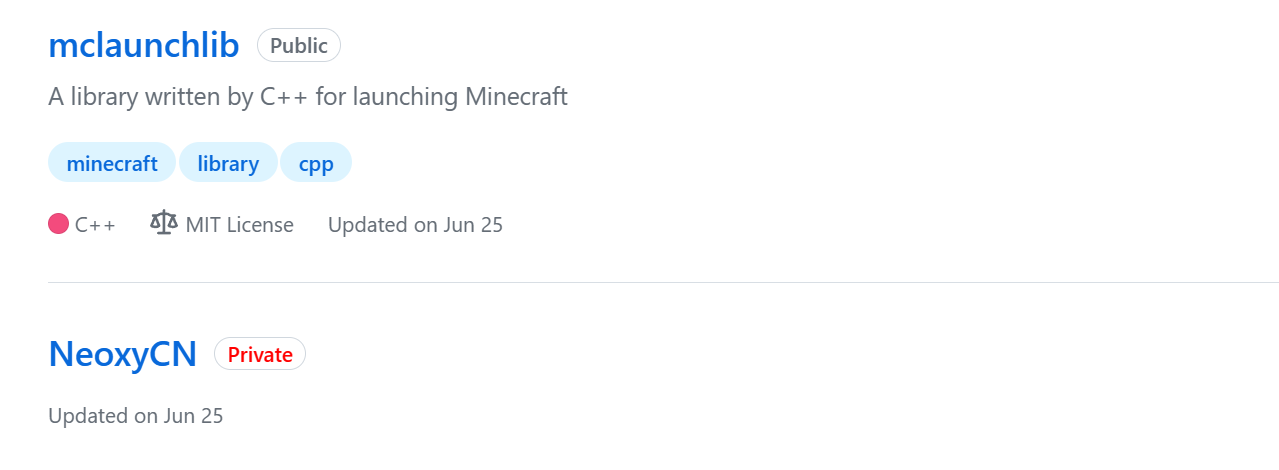 mclaunchlib Public
A library written by C++ for launching Minecraft
minecraft library cpp
C++ MIT License Updated on Jun 25
NeoxyCN Private
Updated on Jun 25